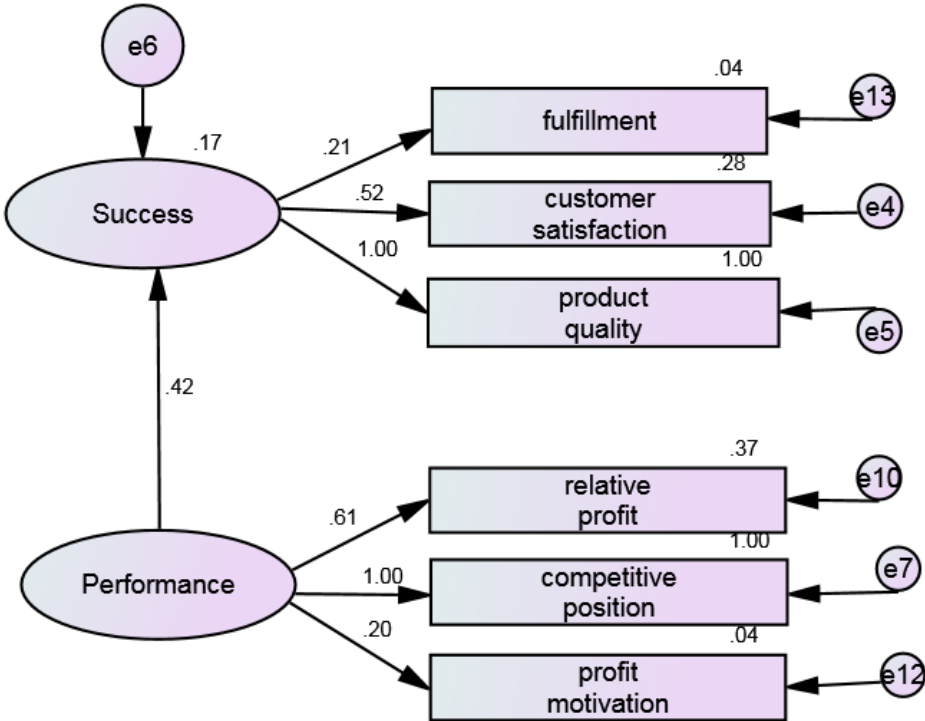 e6
.04
e13
.17
.21
fulfillment
.28
.52
customer
satisfaction
e4
Success
1.00
1.00
product
quality
e5
.42
.37
relative
profit
e10
.61
1.00
1.00
competitive
position
e7
Performance
.20
.04
profit
motivation
e12